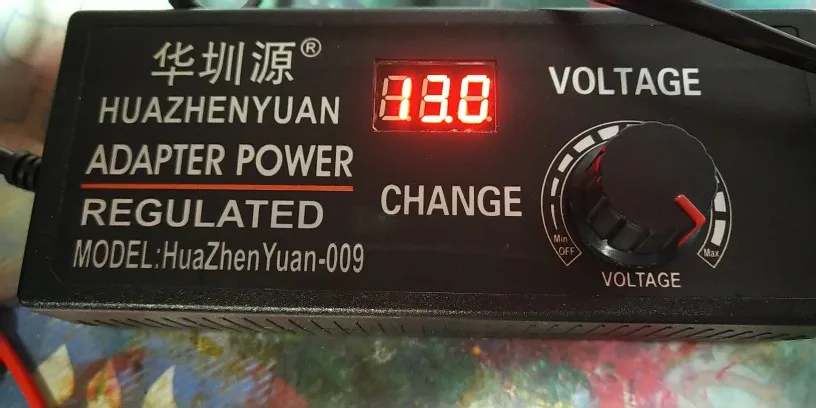 华圳源®
HUAZHENYUAN
ADAPTER POWER
REGULATED
MODEL:HuaZhenYuan-009
13.0
CHANGE
VOLTAGE
Min
OFF
Max
VOLTAGE